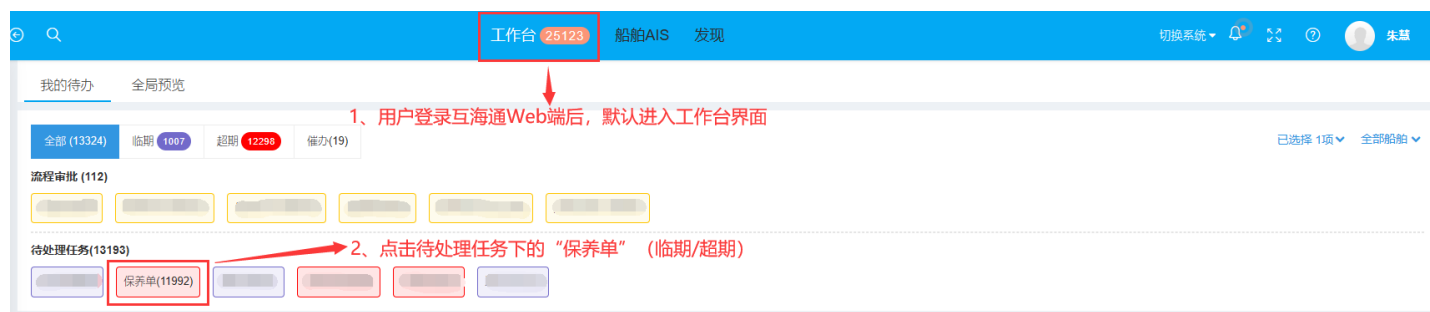 工作台 25123 船舶AIS 发现 切换系统 朱慧
我的待办 全局预览
1、用户登录互海通Web端后，默认进入工作台界面
全部 (13324) 临期 1007 超期 12298 催办(19) 已选择 1项 全部船舶
流程审批 (112)
待处理任务(13193)
2、点击待处理任务下的“保养单”（临期/超期）
保养单(11992)